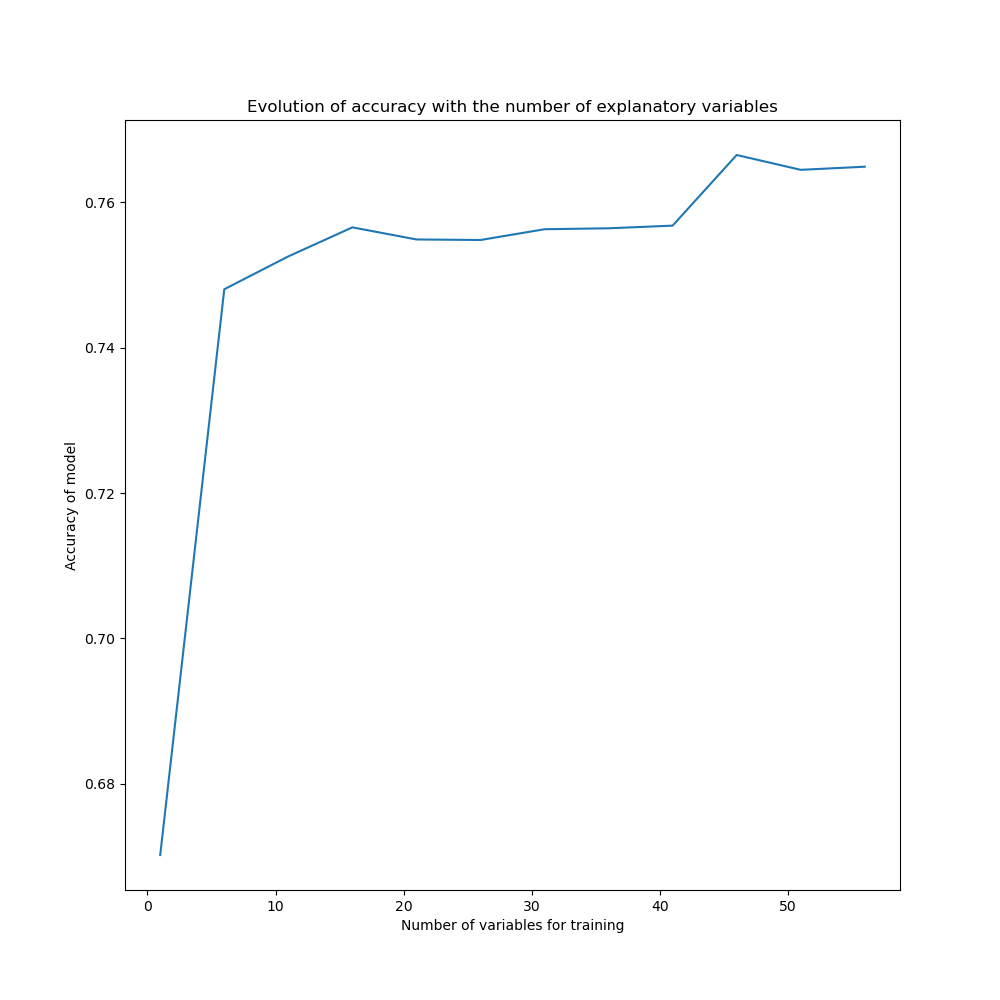 Evolution of accuracy with the number of explanatory variables
0.76
0.74
0.72
0.70
0.68
Accuracy of model
0 10 20 30 40 50
Number of variables for training